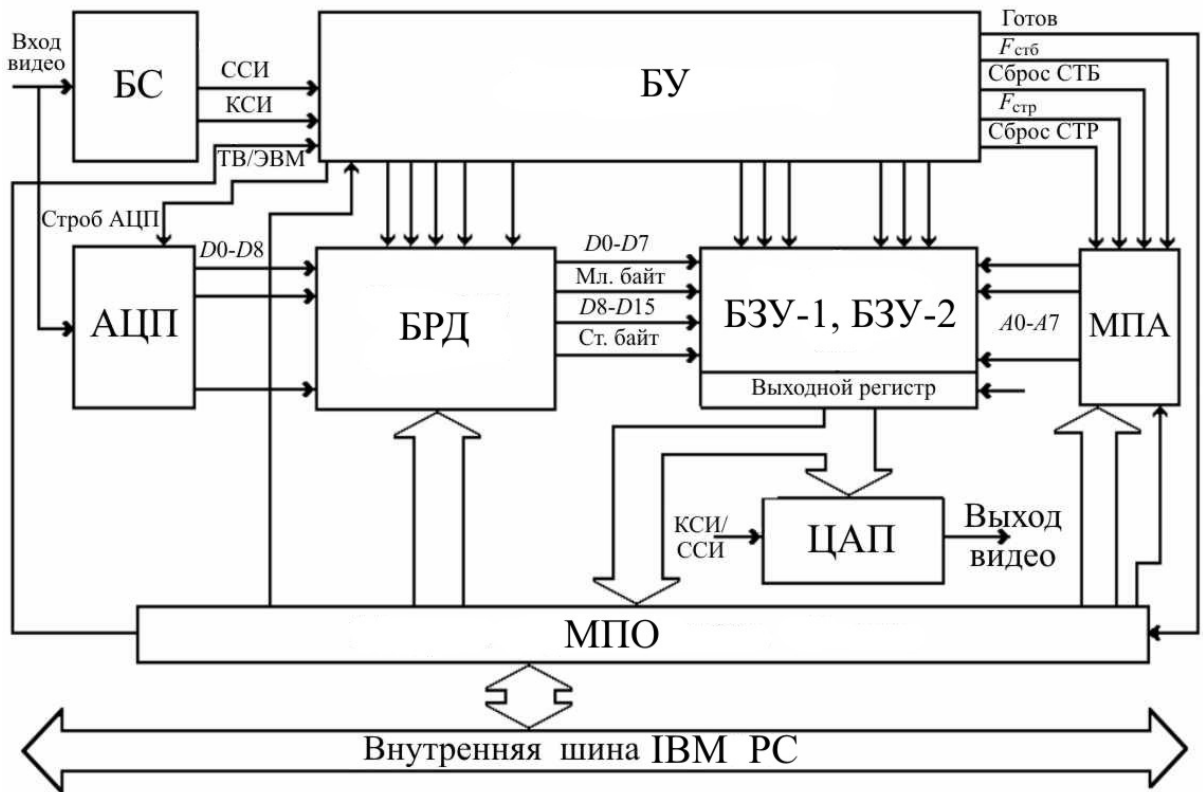 Вход
видео
БС
ССИ
КСИ
ТВ/ЭВМ
БУ
Готов
Fстб
Сброс СТБ
Fстр
Сброс СТР
Строб АЦП
АЦП
D0-D8
БРД
D0-D7
Мл. байт
D8-D15
Ст. байт
БЗУ-1, БЗУ-2
Выходной регистр
A0-A7
МПА
КСИ/
ССИ
ЦАП
Выход
видео
МПО
Внутренняя шина IBM PC